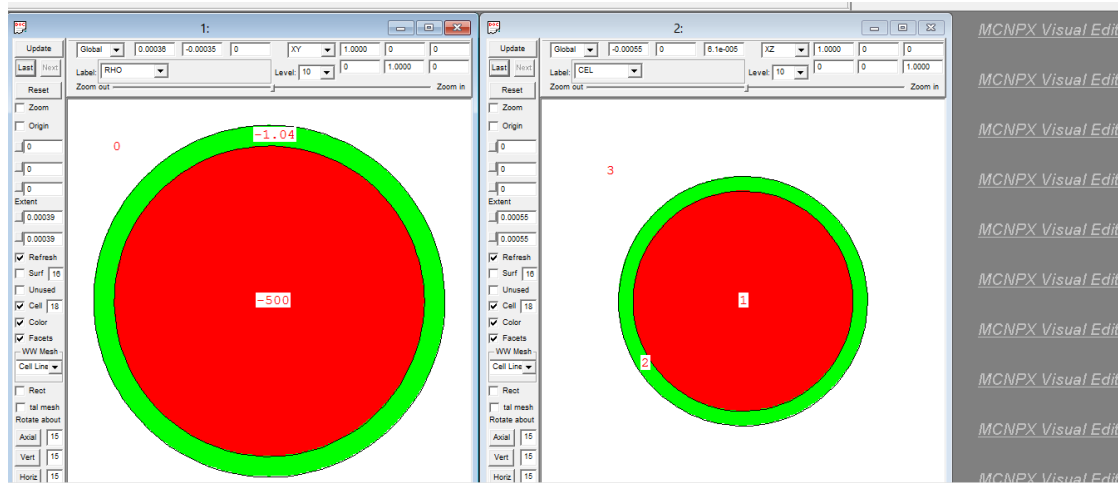 1:
Update
Global
0.00036
-0.00035
0
XY
1.0000
0
0
Last
Next
Label:
RHO
Level:
10
0
1.0000
0
Reset
Zoom out
Zoom in
Zoom
Origin
0
0
0
Extent
0.00039
0.00039
Refresh
Surf
16
Unused
Cell
18
Color
Facets
WW Mesh
Cell Line
Rect
tal mesh
Rotate about
Axial
15
Vert
15
Horiz
15
0
-1.04
-500
2:
Update
Global
-0.00055
0
6.1e-005
XZ
1.0000
0
0
Last
Next
Label:
CEL
Level:
10
0
0
1.0000
Reset
Zoom out
Zoom in
Zoom
Origin
0
0
0
Extent
0.00055
0.00055
Refresh
Surf
16
Unused
Cell
18
Color
Facets
WW Mesh
Cell Line
Rect
tal mesh
Rotate about
Axial
15
Vert
15
Horiz
15
3
1
2
MCNPX Visual Edit
MCNPX Visual Edit
MCNPX Visual Edit
MCNPX Visual Edit
MCNPX Visual Edit
MCNPX Visual Edit
MCNPX Visual Edit
MCNPX Visual Edit
MCNPX Visual Edit
MCNPX Visual Edit